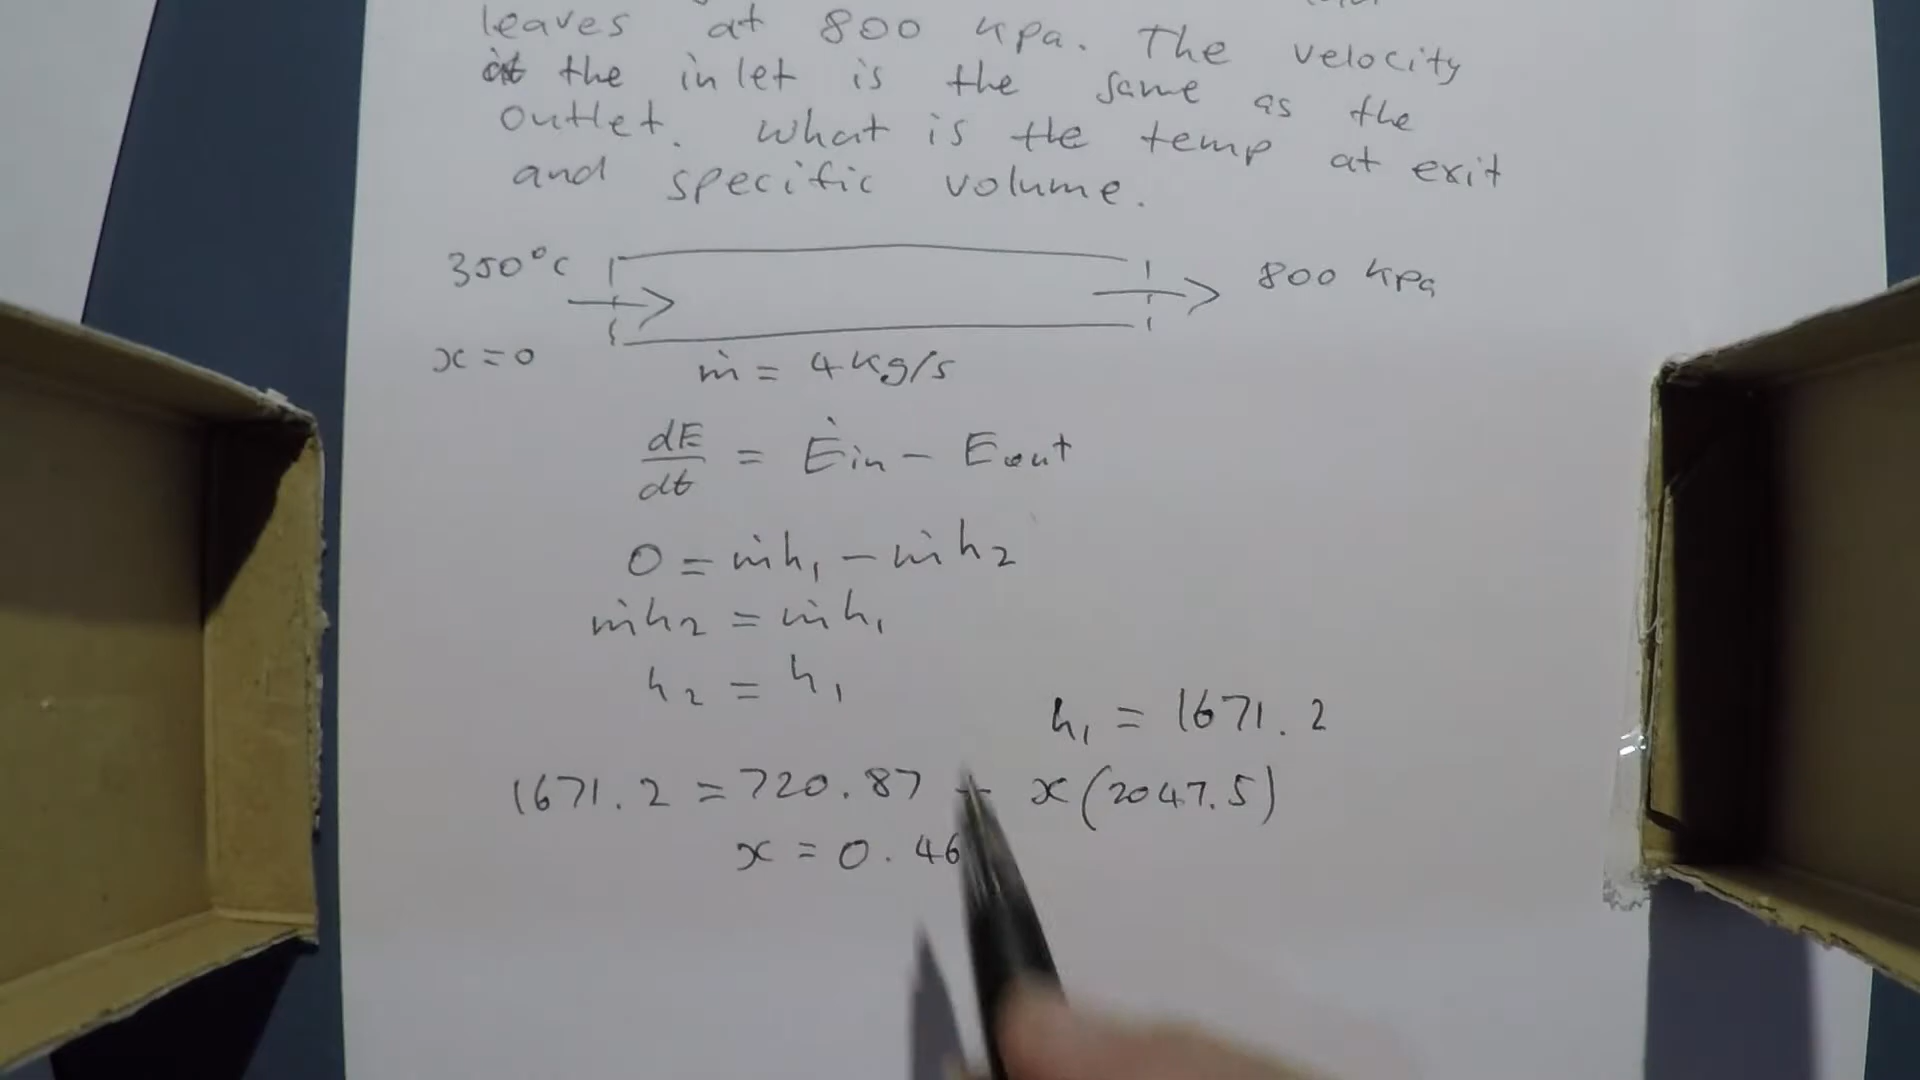 leaves at 800 kpa. The velocity
at the inlet is the same as the
outlet. What is the temp at exit
and specific volume.
350°C
800 kpa
x = 0
ṁ = 4 kg/s
dE/dt = Ėin - Eout
0 = ṁh₁ - ṁh₂
ṁh₂ = ṁh₁
h₂ = h₁
h₁ = 1671.2
1671.2 = 720.87 + x(2047.5)
x = 0.46